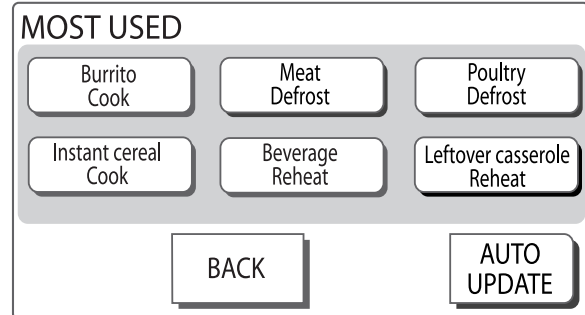 MOST USED
Burrito
Cook
Meat
Defrost
Poultry
Defrost
Instant cereal
Cook
Beverage
Reheat
Leftover casserole
Reheat
BACK
AUTO
UPDATE